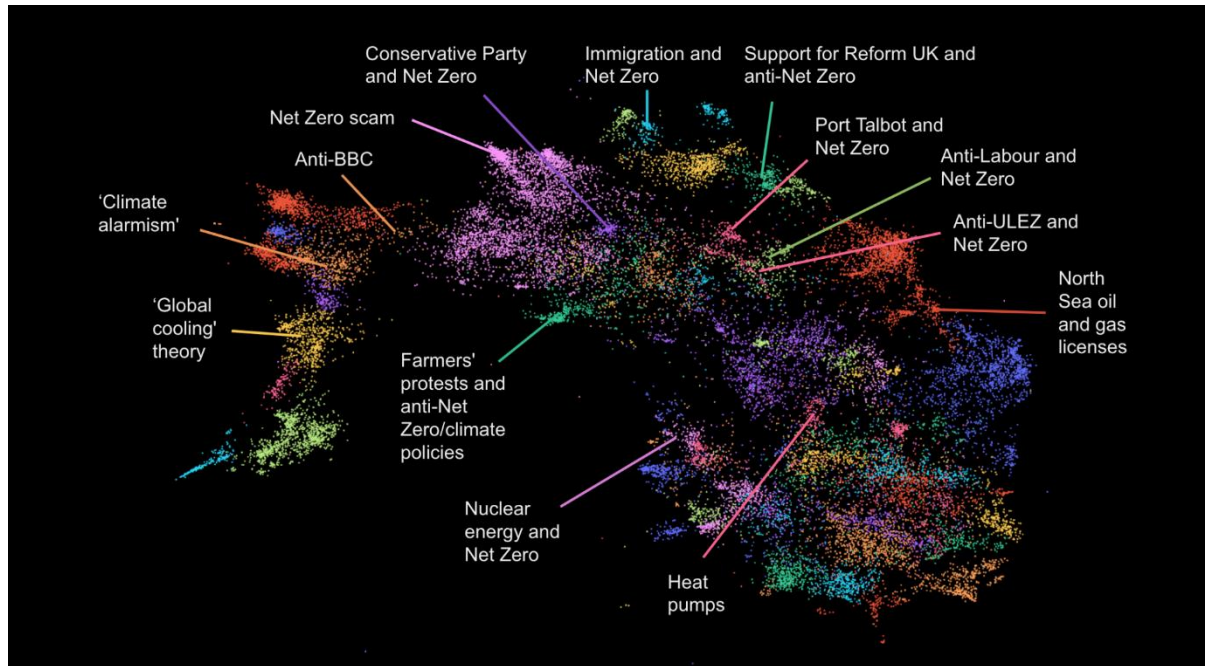 Conservative Party
and Net Zero
Immigration and
Net Zero
Support for Reform UK and
anti-Net Zero
Net Zero scam
Port Talbot and
Net Zero
Anti-BBC
Anti-Labour and
Net Zero
‘Climate
alarmism'
Anti-ULEZ and
Net Zero
‘Global
cooling'
theory
North
Sea oil
and gas
licenses
Farmers'
protests and
anti-Net
Zero/climate
policies
Nuclear
energy and
Net Zero
Heat
pumps